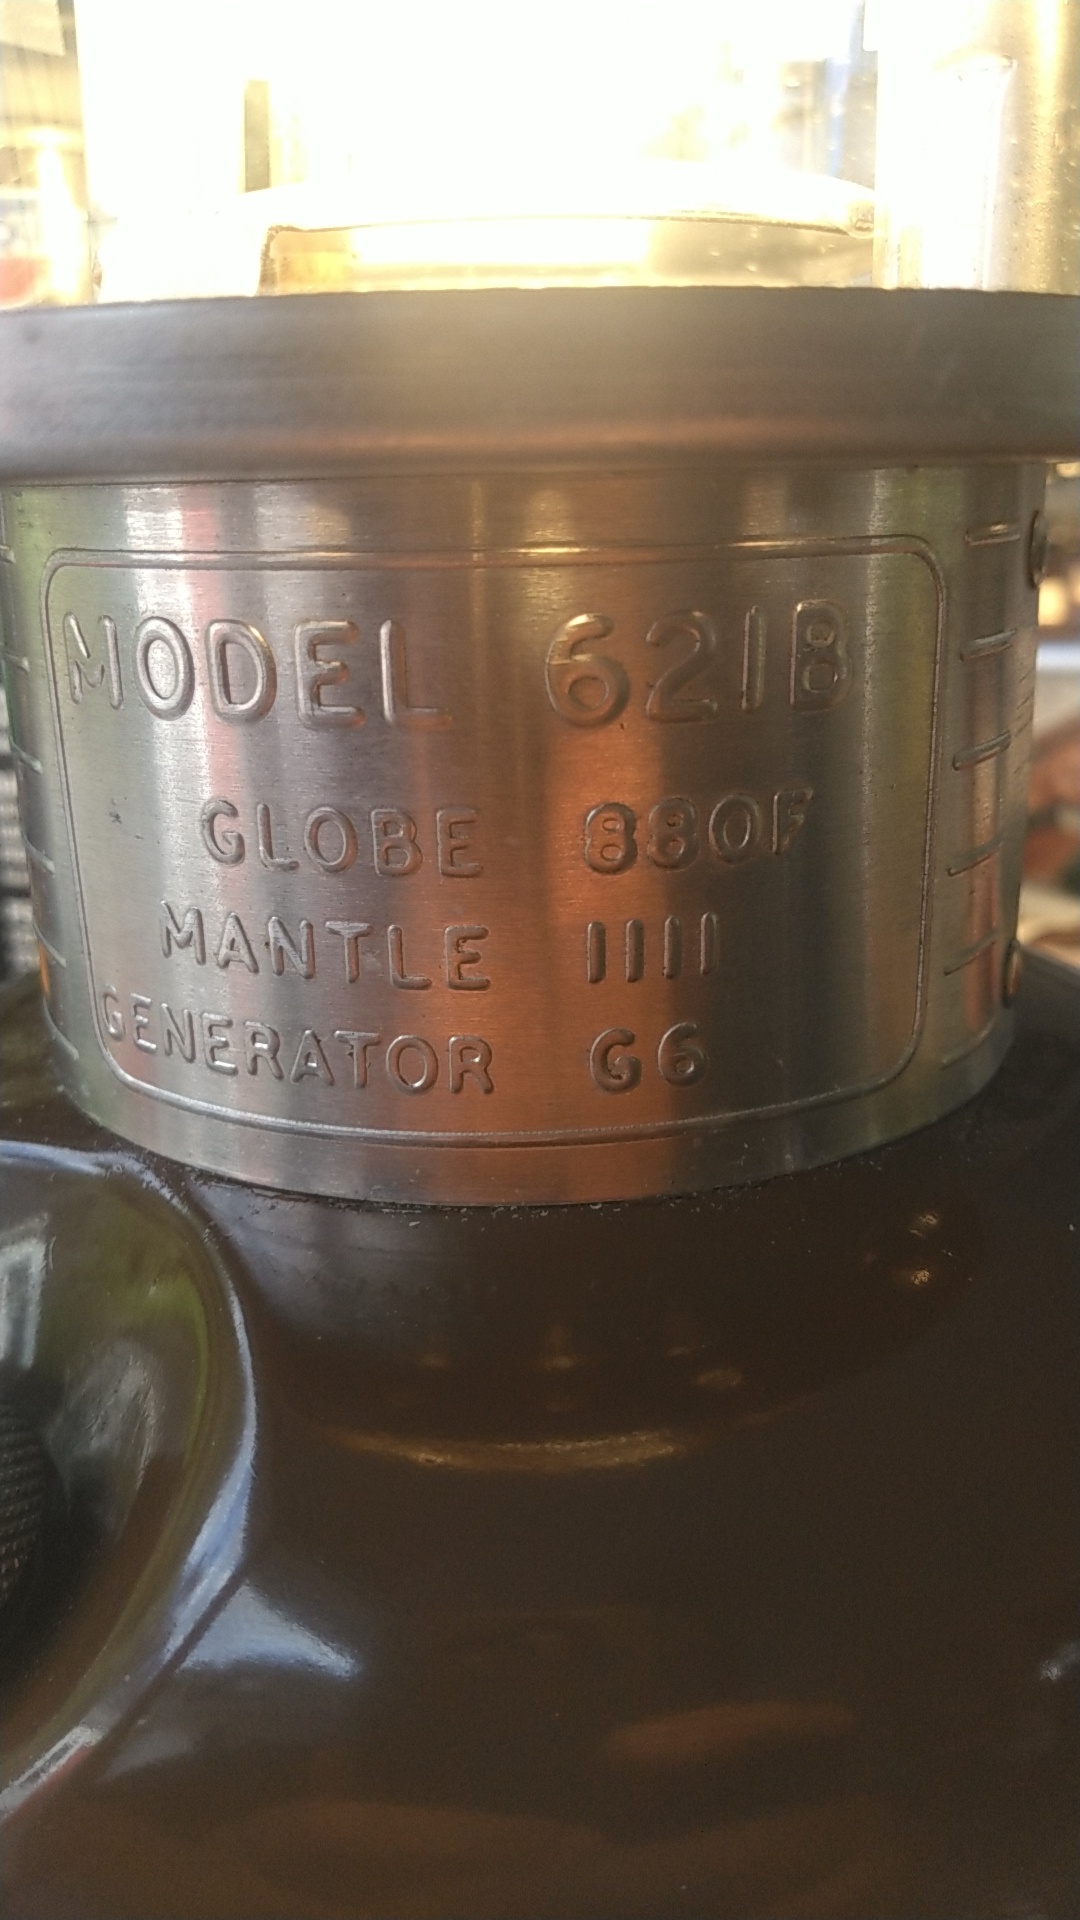 MODEL 621B
GLOBE 880F
MANTLE 1111
GENERATOR G6